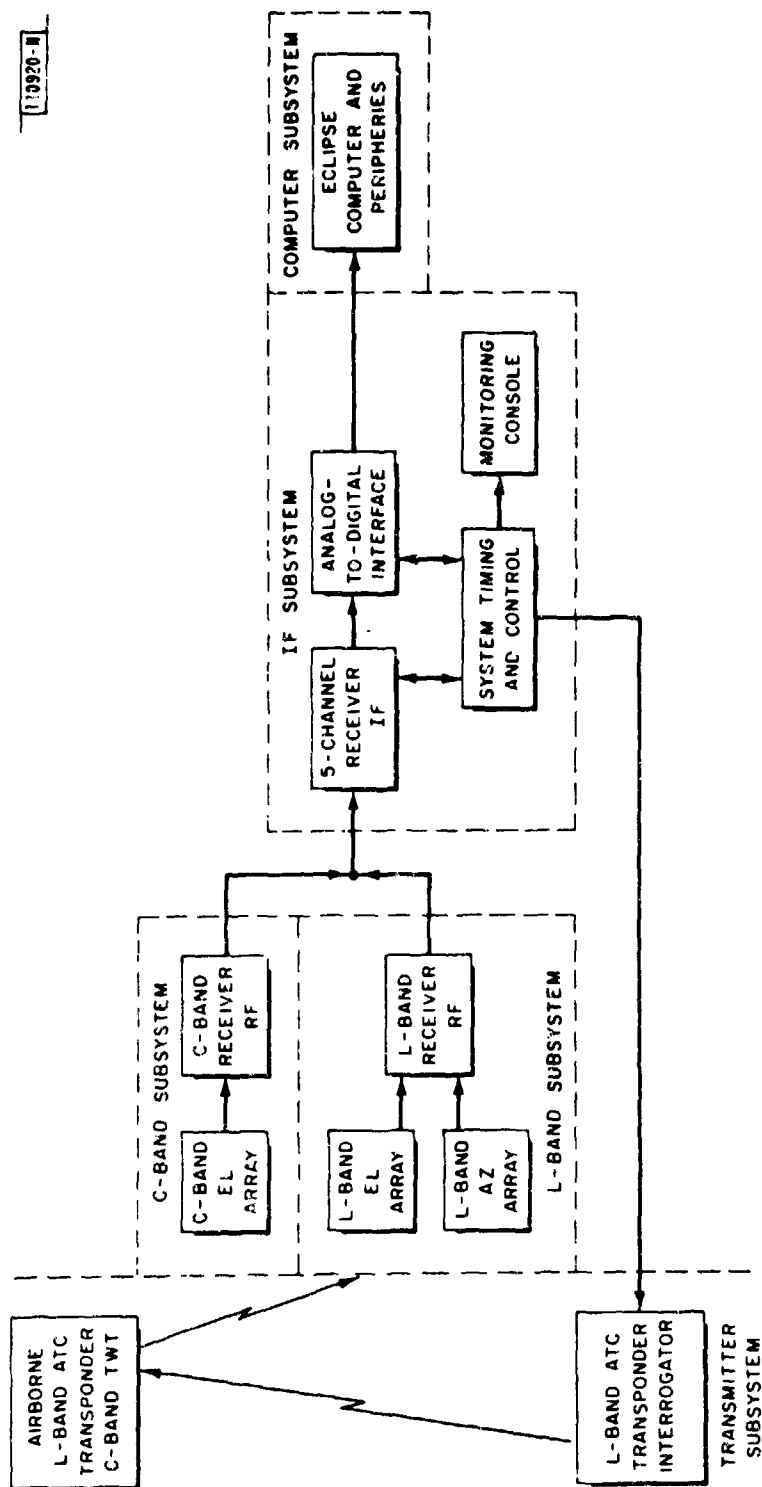 110920-N
AIRBORNE
L-BAND ATC
TRANSPONDER
C-BAND TWT
L-BAND ATC
TRANSPONDER
INTERROGATOR
TRANSMITTER
SUBSYSTEM
C-BAND SUBSYSTEM
C-BAND
EL
ARRAY
C-BAND
RECEIVER
RF
L-BAND
EL
ARRAY
L-BAND
AZ
ARRAY
L-BAND
RECEIVER
RF
L-BAND SUBSYSTEM
IF SUBSYSTEM
5-CHANNEL
RECEIVER
IF
ANALOG-
TO-DIGITAL
INTERFACE
SYSTEM TIMING
AND CONTROL
MONITORING
CONSOLE
COMPUTER SUBSYSTEM
ECLIPSE
COMPUTER AND
PERIPHERIES